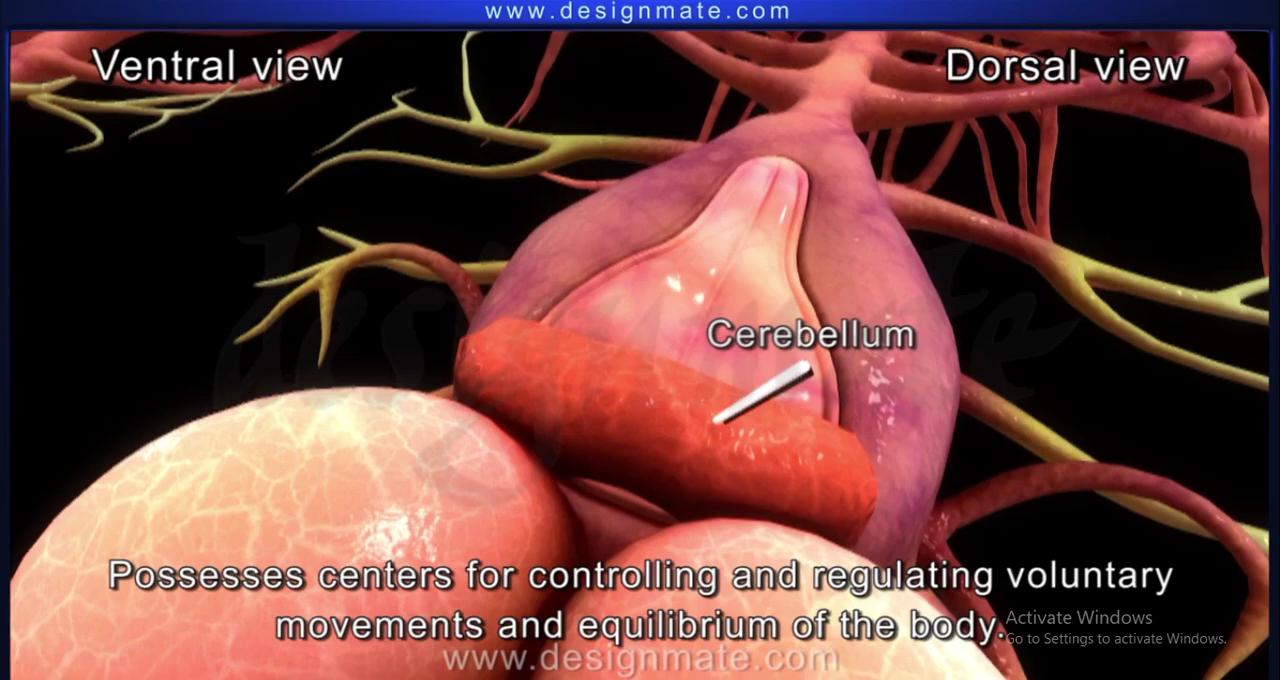 www.designmate.com
Ventral view
Dorsal view
Cerebellum
Possesses centers for controlling and regulating voluntary
movements and equilibrium of the body.
Activate Windows
Go to Settings to activate Windows.
www.designmate.com
designmate